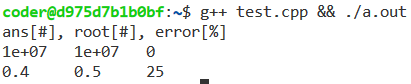 coder@d975d7b1b0bf:~$ g++ test.cpp && ./a.out
ans[#], root[#], error[%]
1e+07   1e+07   0
0.4     0.5     25